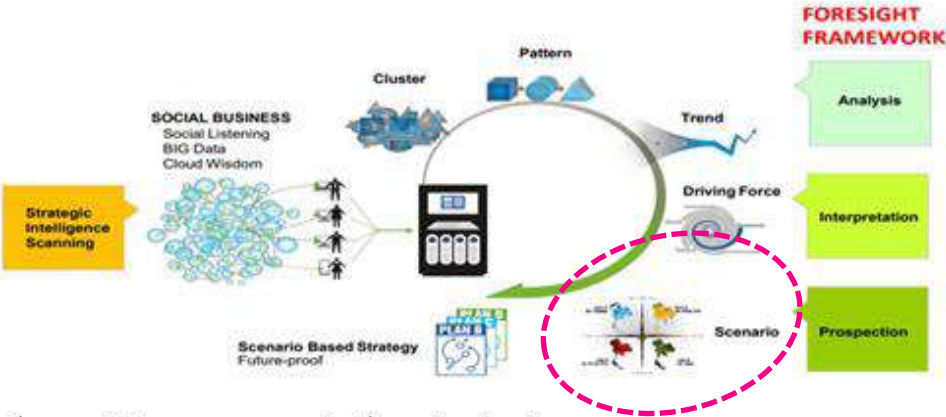 FORESIGHT
FRAMEWORK
Pattern
Cluster
Analysis
SOCIAL BUSINESS
Social Listening
BIG Data
Cloud Wisdom
Trend
Driving Force
Strategic
Intelligence
Scanning
Interpretation
Scenario
Prospection
Scenario Based Strategy
Future-proof
PLAN B